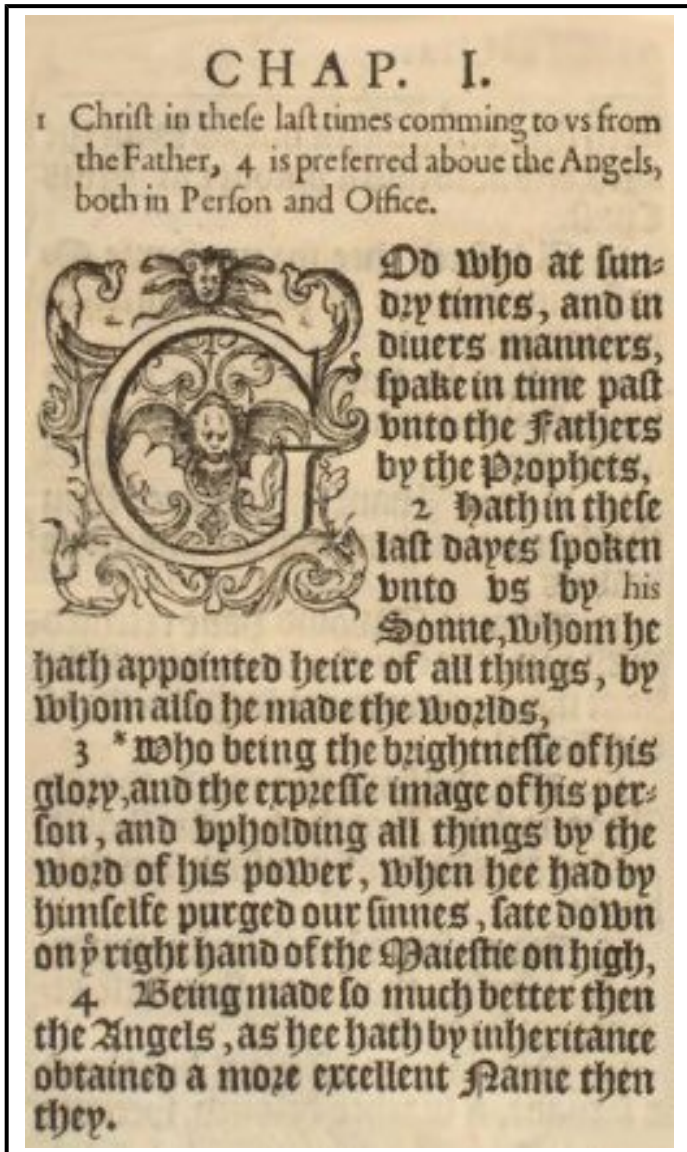 CHAP. I.
1 Chriſt in theſe laſt times comming to vs from
the Father, 4 is preferred aboue the Angels,
both in Perſon and Office.
GOd who at ſun-
dry times, and in
diuers manners,
ſpake in time paſt
vnto the Fathers
by the Prophets,
2 Hath in theſe
laſt dayes ſpoken
vnto vs by his
Sonne, whom he
hath appointed heire of all things, by
whom alſo he made the worlds,
3 *Who being the brightneſſe of his
glory, and the expreſſe image of his per-
ſon, and vpholding all things by the
word of his power, when hee had by
himſelfe purged our ſinnes, ſate down
on yͤ right hand of the Maieſtie on high,
4 Being made ſo much better then
the Angels, as hee hath by inheritance
obtained a more excellent Name then
they.